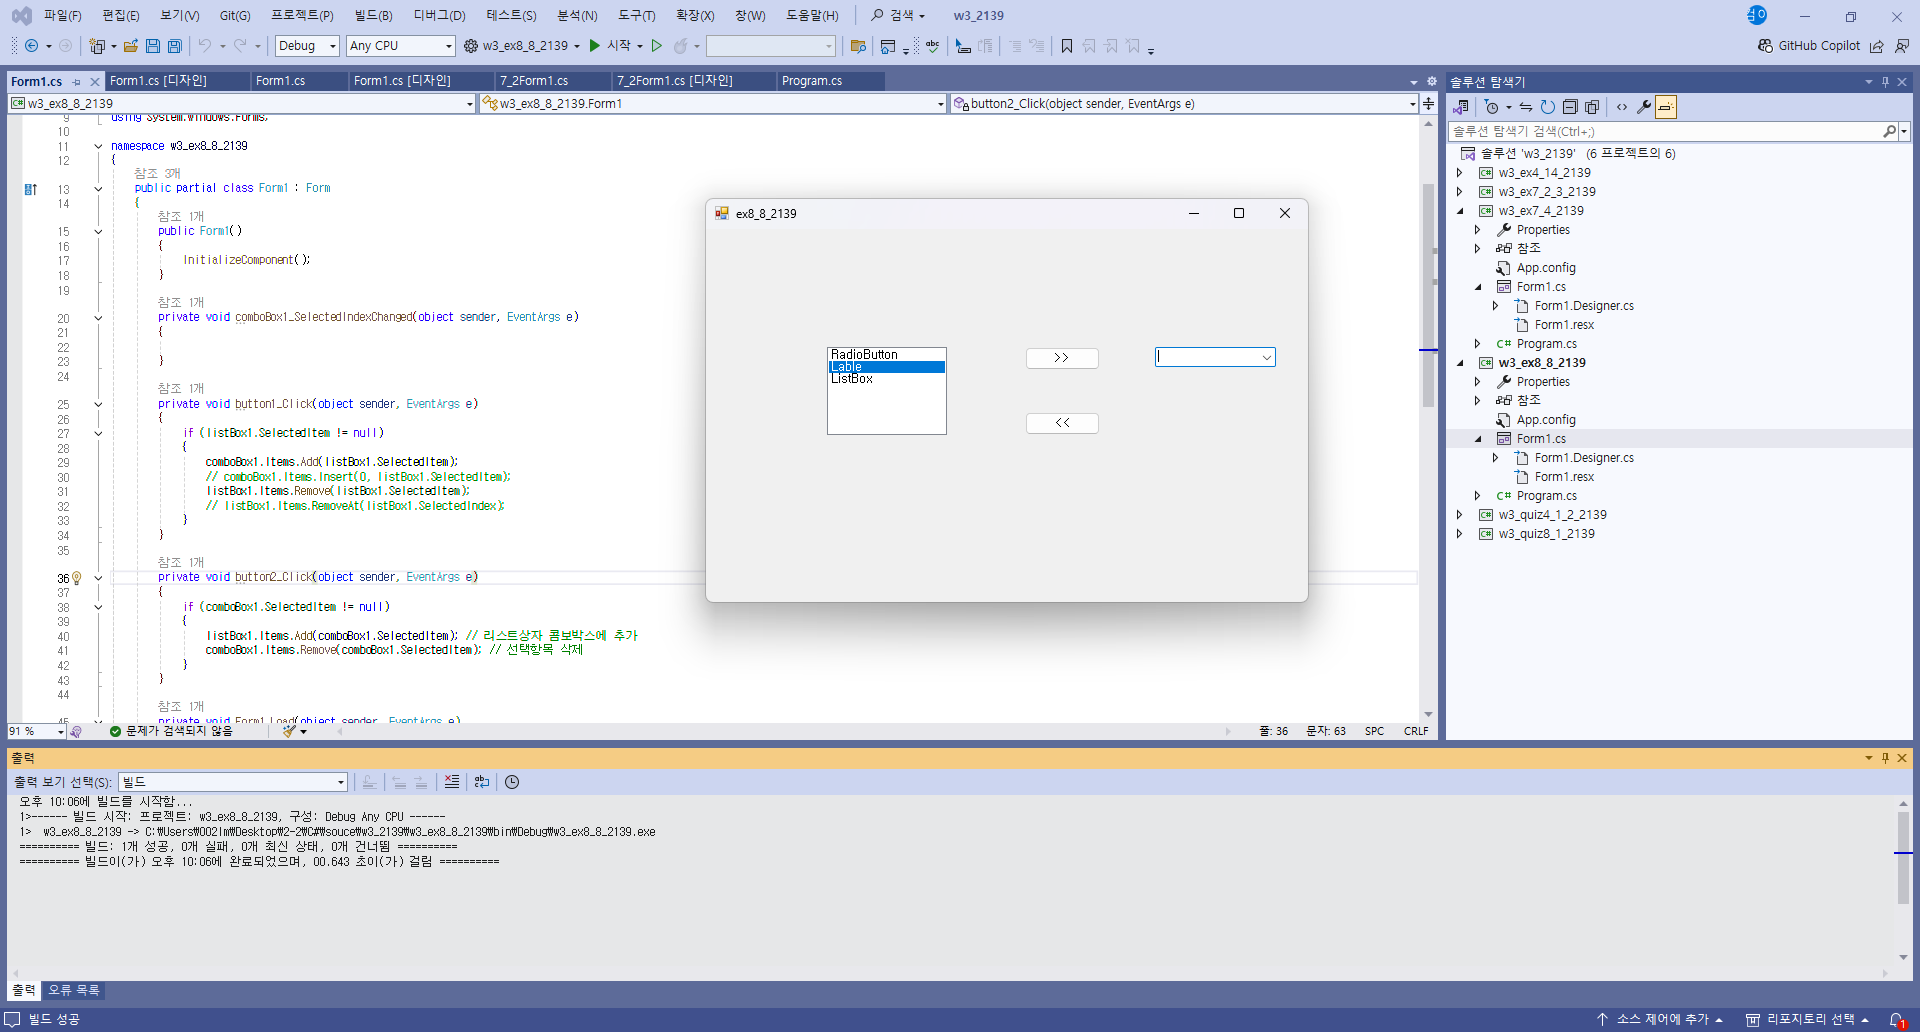 파일(F) 편집(E) 보기(V) Git(G) 프로젝트(P) 빌드(B) 디버그(D) 테스트(S) 분석(N) 도구(T) 확장(X) 창(W) 도움말(H) 검색 w3_2139
Debug Any CPU w3_ex8_8_2139 시작 GitHub Copilot
Form1.cs Form1.cs [디자인] Form1.cs Form1.cs [디자인] 7_2Form1.cs 7_2Form1.cs [디자인] Program.cs
w3_ex8_8_2139 w3_ex8_8_2139.Form1 button2_Click(object sender, EventArgs e)
9 using System.Windows.Forms;
10
11 namespace w3_ex8_8_2139
12 {
참조 3개
13 public partial class Form1 : Form
14 {
참조 1개
15 public Form1()
16 {
17 InitializeComponent();
18 }
19
참조 1개
20 private void comboBox1_SelectedIndexChanged(object sender, EventArgs e)
21 {
22
23 }
24
참조 1개
25 private void button1_Click(object sender, EventArgs e)
26 {
27 if (listBox1.SelectedItem != null)
28 {
29 comboBox1.Items.Add(listBox1.SelectedItem);
30 // comboBox1.Items.Insert(0, listBox1.SelectedItem);
31 listBox1.Items.Remove(listBox1.SelectedItem);
32 // listBox1.Items.RemoveAt(listBox1.SelectedIndex);
33 }
34 }
35
참조 1개
36 private void button2_Click(object sender, EventArgs e)
37 {
38 if (comboBox1.SelectedItem != null)
39 {
40 listBox1.Items.Add(comboBox1.SelectedItem); // 리스트상자 콤보박스에 추가
41 comboBox1.Items.Remove(comboBox1.SelectedItem); // 선택항목 삭제
42 }
43 }
44
참조 1개
45 private void Form1_Load(object sender, EventArgs e)
91 % 문제가 검색되지 않음 줄: 36 문자: 63 SPC CRLF
ex8_8_2139
RadioButton
Lable
ListBox
>>
<<
솔루션 탐색기
솔루션 탐색기 검색(Ctrl+;)
솔루션 'w3_2139' (6 프로젝트의 6)
w3_ex4_14_2139
w3_ex7_2_3_2139
w3_ex7_4_2139
Properties
참조
App.config
Form1.cs
Form1.Designer.cs
Form1.resx
C# Program.cs
w3_ex8_8_2139
Properties
참조
App.config
Form1.cs
Form1.Designer.cs
Form1.resx
C# Program.cs
w3_quiz4_1_2_2139
w3_quiz8_1_2139
출력
출력 보기 선택(S): 빌드
오후 10:06에 빌드를 시작함...
1>------ 빌드 시작: 프로젝트: w3_ex8_8_2139, 구성: Debug Any CPU ------
1> w3_ex8_8_2139 -> C:₩Users₩002lm₩Desktop₩2-2₩C#₩souce₩w3_2139₩w3_ex8_8_2139₩bin₩Debug₩w3_ex8_8_2139.exe
========== 빌드: 1개 성공, 0개 실패, 0개 최신 상태, 0개 건너뜀 ==========
========== 빌드이(가) 오후 10:06에 완료되었으며, 00.643 초이(가) 걸림 ==========
출력 오류 목록
빌드 성공 소스 제어에 추가 리포지토리 선택 1